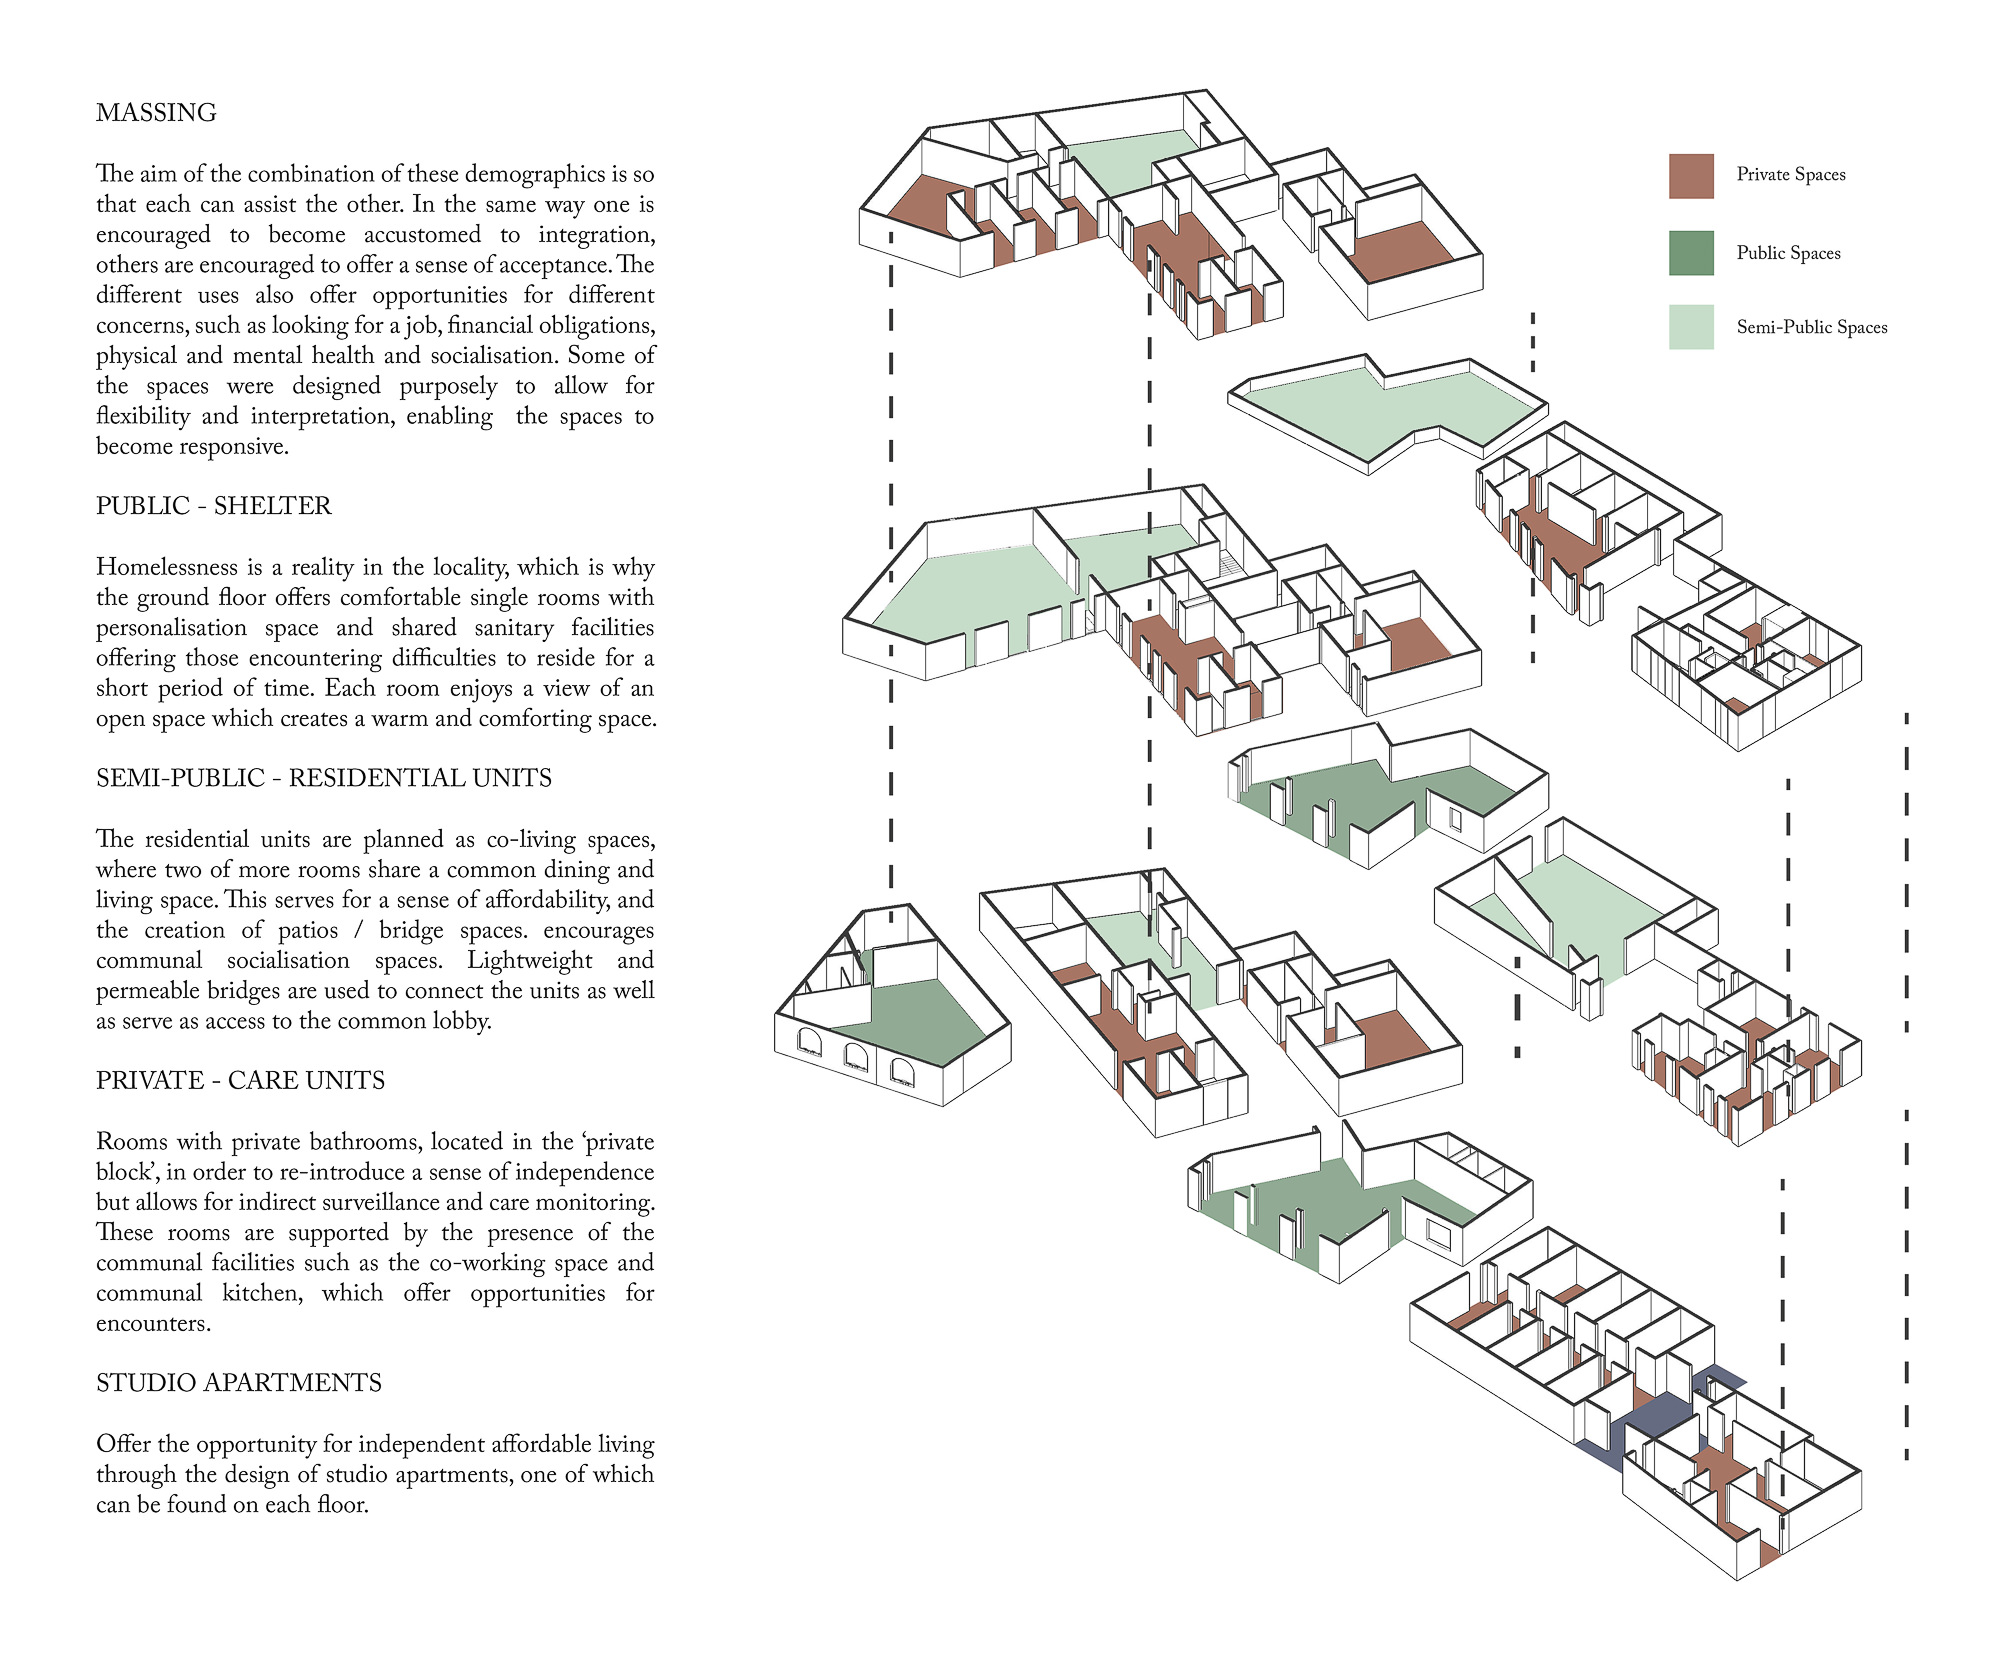 MASSING
The aim of the combination of these demographics is so
that each can assist the other. In the same way one is
encouraged to become accustomed to integration,
others are encouraged to offer a sense of acceptance. The
different uses also offer opportunities for different
concerns, such as looking for a job, financial obligations,
physical and mental health and socialisation. Some of
the spaces were designed purposely to allow for
flexibility and interpretation, enabling the spaces to
become responsive.
PUBLIC - SHELTER
Homelessness is a reality in the locality, which is why
the ground floor offers comfortable single rooms with
personalisation space and shared sanitary facilities
offering those encountering difficulties to reside for a
short period of time. Each room enjoys a view of an
open space which creates a warm and comforting space.
SEMI-PUBLIC - RESIDENTIAL UNITS
The residential units are planned as co-living spaces,
where two of more rooms share a common dining and
living space. This serves for a sense of affordability, and
the creation of patios / bridge spaces. encourages
communal socialisation spaces. Lightweight and
permeable bridges are used to connect the units as well
as serve as access to the common lobby.
PRIVATE - CARE UNITS
Rooms with private bathrooms, located in the ‘private
block’, in order to re-introduce a sense of independence
but allows for indirect surveillance and care monitoring.
These rooms are supported by the presence of the
communal facilities such as the co-working space and
communal kitchen, which offer opportunities for
encounters.
STUDIO APARTMENTS
Offer the opportunity for independent affordable living
through the design of studio apartments, one of which
can be found on each floor.
Private Spaces
Public Spaces
Semi-Public Spaces